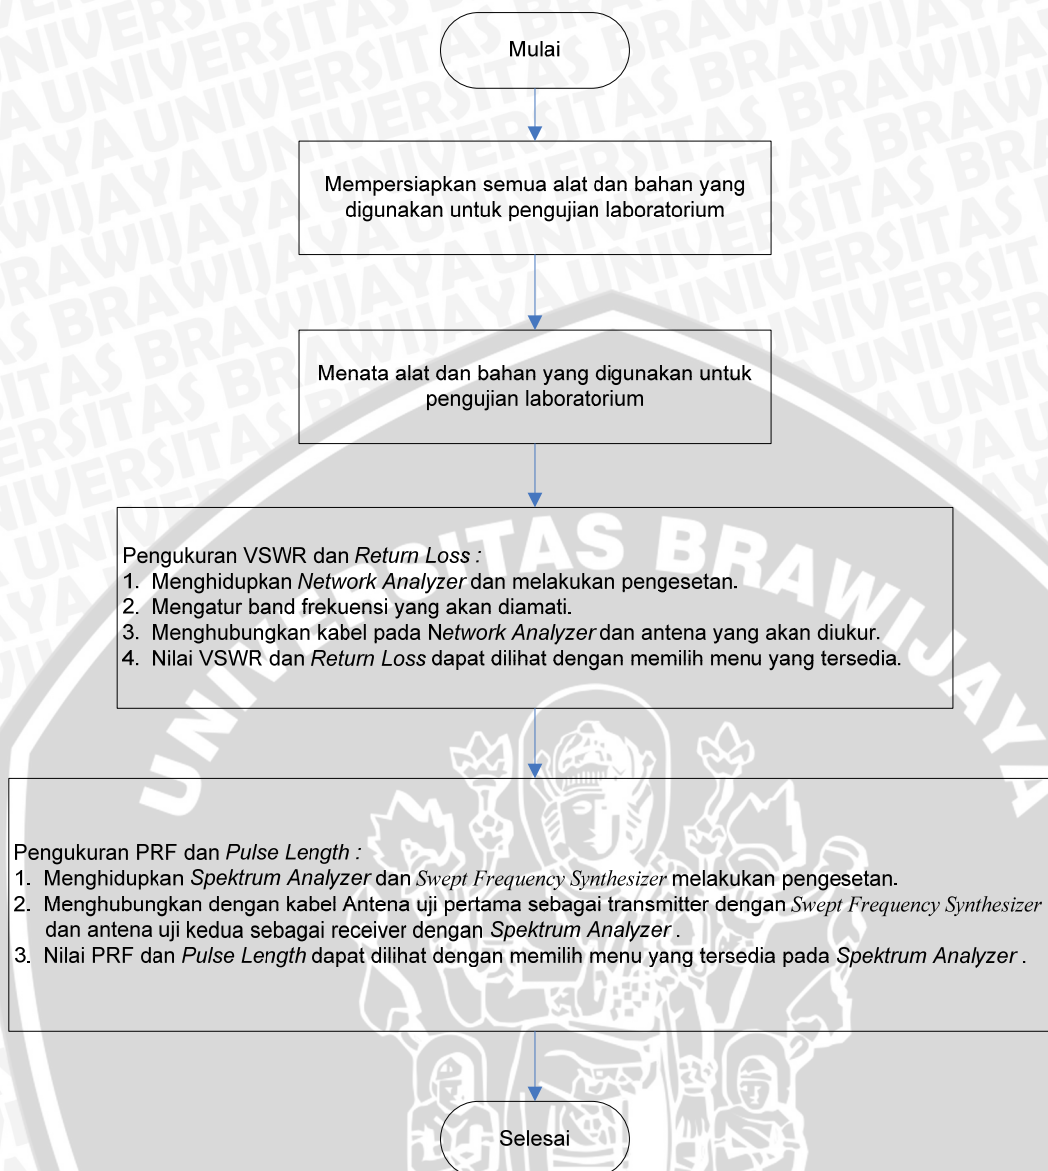 Mulai
Mempersiapkan semua alat dan bahan yang
digunakan untuk pengujian laboratorium
Menata alat dan bahan yang digunakan untuk
pengujian laboratorium
Pengukuran VSWR dan Return Loss :
1. Menghidupkan Network Analyzer dan melakukan pengesetan.
2. Mengatur band frekuensi yang akan diamati.
3. Menghubungkan kabel pada Network Analyzer dan antena yang akan diukur.
4. Nilai VSWR dan Return Loss dapat dilihat dengan memilih menu yang tersedia.
UNIVERSITAS BRAWIJAYA
Pengukuran PRF dan Pulse Length :
1. Menghidupkan Spektrum Analyzer dan Swept Frequency Synthesizer melakukan pengesetan.
2. Menghubungkan dengan kabel Antena uji pertama sebagai transmitter dengan Swept Frequency Synthesizer
dan antena uji kedua sebagai receiver dengan Spektrum Analyzer .
3. Nilai PRF dan Pulse Length dapat dilihat dengan memilih menu yang tersedia pada Spektrum Analyzer .
Selesai